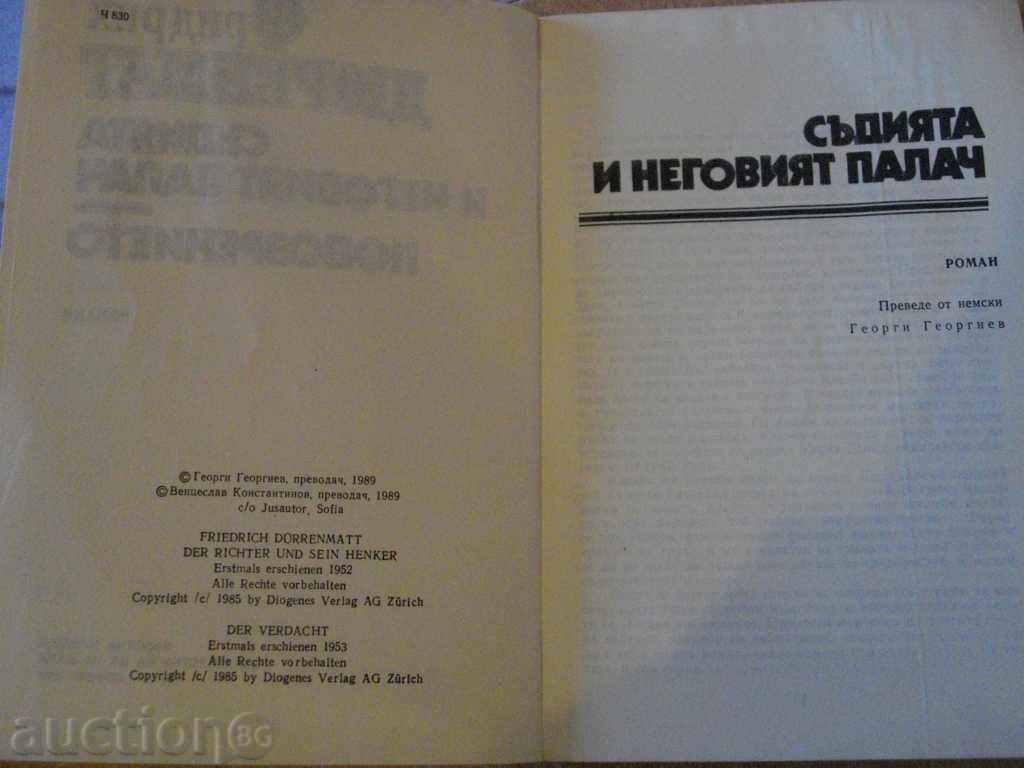 Ч 830
© Георги Георгиев, преводач, 1989
© Венцеслав Константинов, преводач, 1989
c/o Jusautor, Sofia
FRIEDRICH DÜRRENMATT
DER RICHTER UND SEIN HENKER
Erstmals erschienen 1952
Alle Rechte vorbehalten
Copyright /c/ 1985 by Diogenes Verlag AG Zürich
DER VERDACHT
Erstmals erschienen 1953
Alle Rechte vorbehalten
Copyright /c/ 1985 by Diogenes Verlag AG Zürich
СЪДИЯТА
И НЕГОВИЯТ ПАЛАЧ
РОМАН
Преведе от немски
Георги Георгиев
auction BG